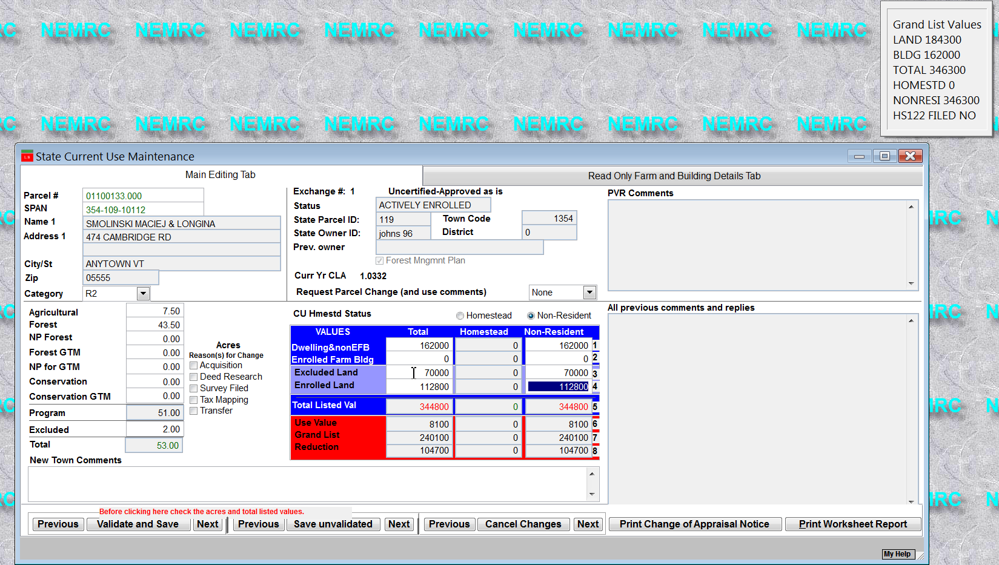 NEMRC NEMRC NEMRC NEMRC NEMRC NEMRC NEMRC NEMRC NEMRC
Grand List Values
LAND 184300
BLDG 162000
TOTAL 346300
HOMESTD 0
NONRESI 346300
HS122 FILED NO
NEMRC NEMRC NEMRC NEMRC NEMRC NEMRC NEMRC NEMRC NEMRC
State Current Use Maintenance
Main Editing Tab
Read Only Farm and Building Details Tab
Parcel # 01100133.000
SPAN 354-109-10112
Name 1 SMOLINSKI MACIEJ & LONGINA
Address 1 474 CAMBRIDGE RD
City/St ANYTOWN VT
Zip 05555
Category R2
Exchange #: 1 Uncertified-Approved as is
Status ACTIVELY ENROLLED
State Parcel ID: 119 Town Code 1354
State Owner ID: johns 96 District 0
Prev. owner
Forest Mngmnt Plan
Curr Yr CLA 1.0332
Request Parcel Change (and use comments) None
PVR Comments
Agricultural 7.50
Forest 43.50
NP Forest 0.00
Forest GTM 0.00
NP for GTM 0.00
Conservation 0.00
Conservation GTM 0.00
Program 51.00
Excluded 2.00
Total 53.00
Acres
Reason(s) for Change
Acquisition
Deed Research
Survey Filed
Tax Mapping
Transfer
CU Hmestd Status Homestead Non-Resident
VALUES Total Homestead Non-Resident
Dwelling&nonEFB 162000 0 162000 1
Enrolled Farm Bldg 0 0 0 2
Excluded Land 70000 0 70000 3
Enrolled Land 112800 0 112800 4
Total Listed Val 344800 0 344800 5
Use Value 8100 0 8100 6
Grand List 240100 0 240100 7
Reduction 104700 0 104700 8
All previous comments and replies
New Town Comments
Before clicking here check the acres and total listed values.
Previous Validate and Save Next Previous Save unvalidated Next Previous Cancel Changes Next Print Change of Appraisal Notice Print Worksheet Report
My Help